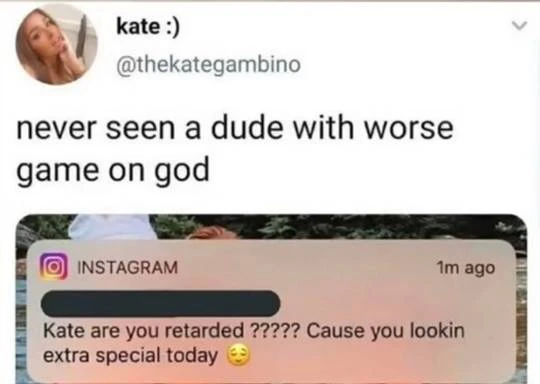 kate :)
@thekategambino
never seen a dude with worse
game on god
INSTAGRAM
1m ago
Kate are you retarded ????? Cause you lookin
extra special today 😌